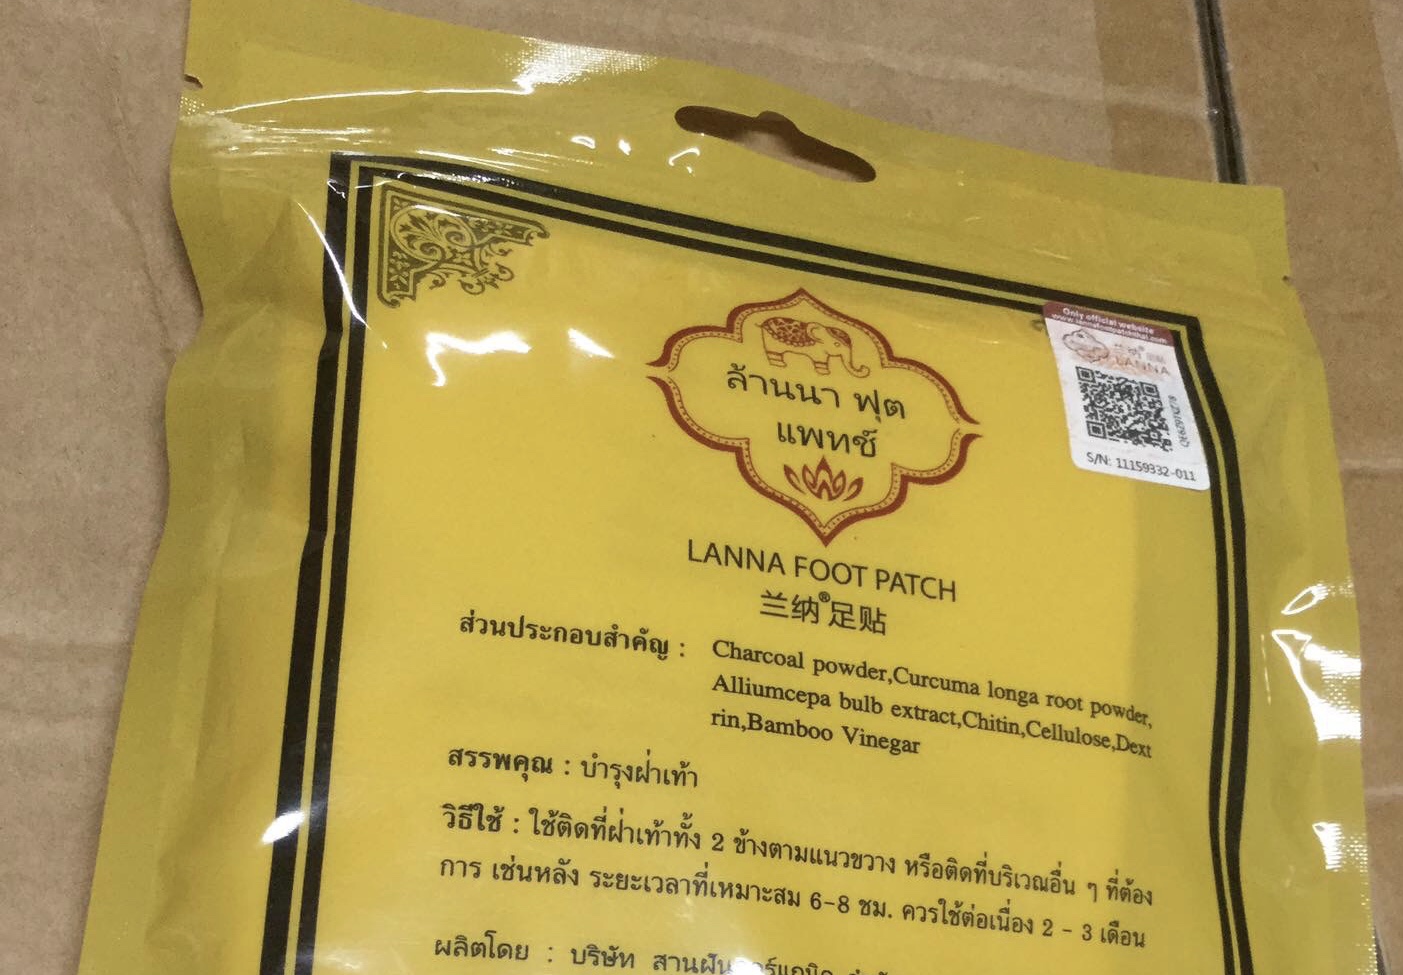 ล้านนา ฟุต
แพทช์
Only official website
www.lannafootpatchthai.com
兰纳®
LANNA
S/N: 11159332-011
LANNA FOOT PATCH
兰纳®足贴
ส่วนประกอบสำคัญ : Charcoal powder,Curcuma longa root powder,
Alliumcepa bulb extract,Chitin,Cellulose,Dext
rin,Bamboo Vinegar
สรรพคุณ : บำรุงฝ่าเท้า
วิธีใช้ : ใช้ติดที่ฝ่าเท้าทั้ง 2 ข้างตามแนวขวาง หรือติดที่บริเวณอื่น ๆ ที่ต้อง
การ เช่นหลัง ระยะเวลาที่เหมาะสม 6-8 ชม. ควรใช้ต่อเนื่อง 2 - 3 เดือน
ผลิตโดย : บริษัท